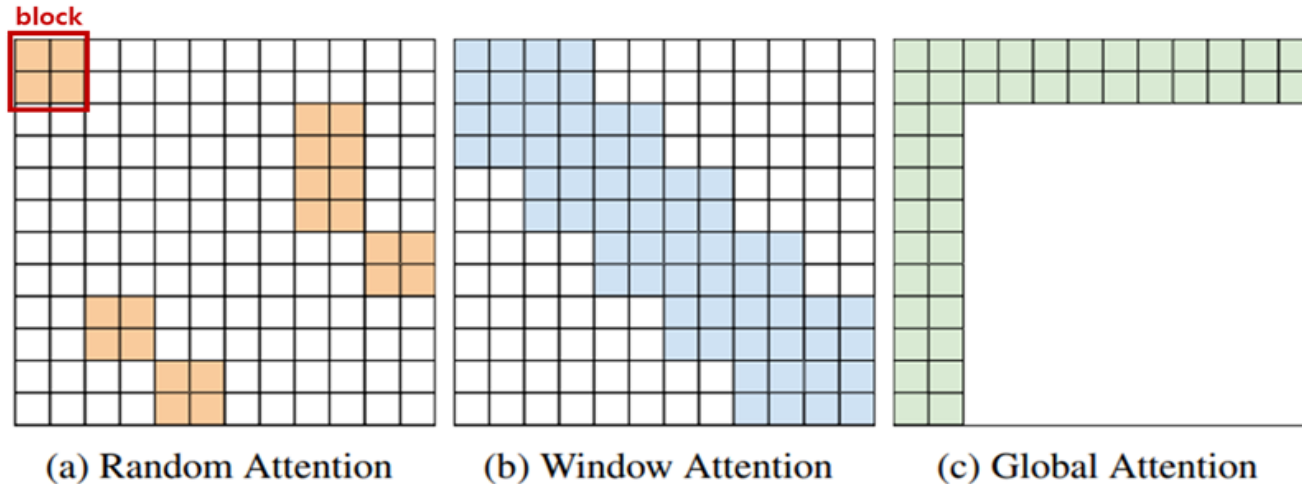 block
(a) Random Attention
(b) Window Attention
(c) Global Attention